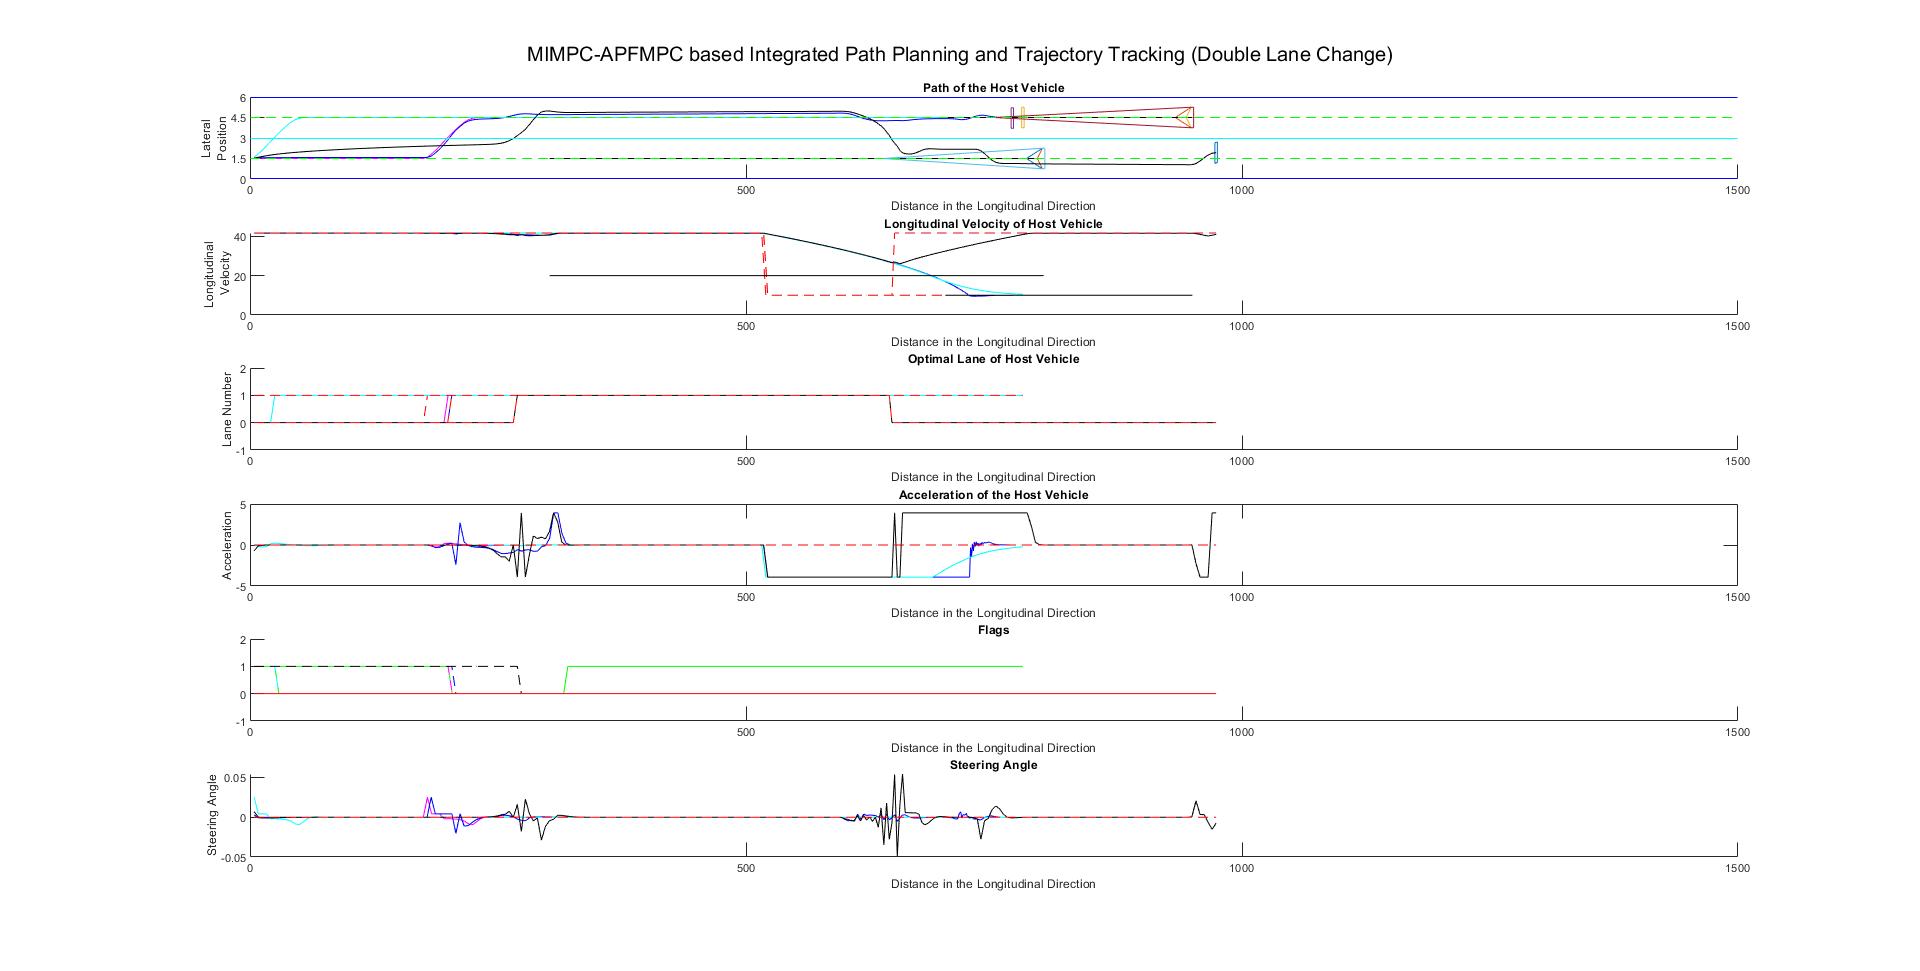 MIMPC-APFMPC based Integrated Path Planning and Trajectory Tracking (Double Lane Change)
Path of the Host Vehicle
Lateral
Position
6
4.5
3
1.5
0
0 500 1000 1500
Distance in the Longitudinal Direction
Longitudinal Velocity of Host Vehicle
Longitudinal
Velocity
40
20
0
0 500 1000 1500
Distance in the Longitudinal Direction
Optimal Lane of Host Vehicle
Lane Number
2
1
0
-1
0 500 1000 1500
Distance in the Longitudinal Direction
Acceleration of the Host Vehicle
Acceleration
5
0
-5
0 500 1000 1500
Distance in the Longitudinal Direction
Flags
2
1
0
-1
0 500 1000 1500
Distance in the Longitudinal Direction
Steering Angle
Steering Angle
0.05
0
-0.05
0 500 1000 1500
Distance in the Longitudinal Direction